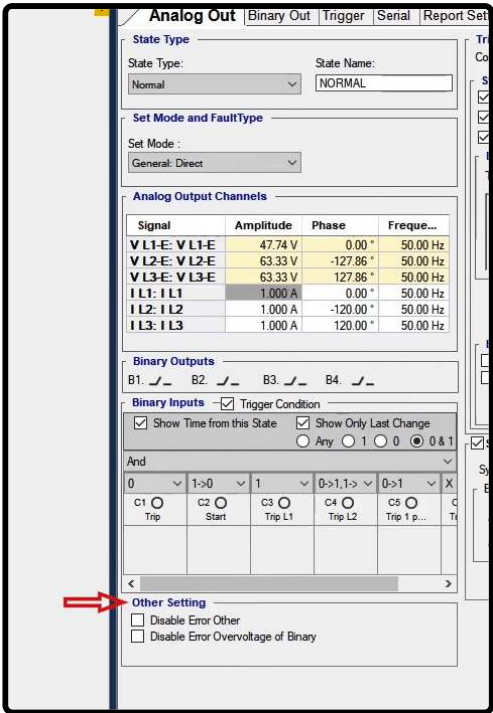 Analog Out Binary Out Trigger Serial Report Set
State Type
State Type: State Name:
Normal NORMAL
Set Mode and FaultType
Set Mode :
General: Direct
Analog Output Channels
Signal Amplitude Phase Freque...
V L1-E: V L1-E 47.74 V 0.00 ° 50.00 Hz
V L2-E: V L2-E 63.33 V -127.86 ° 50.00 Hz
V L3-E: V L3-E 63.33 V 127.86 ° 50.00 Hz
I L1: I L1 1.000 A 0.00 ° 50.00 Hz
I L2: I L2 1.000 A -120.00 ° 50.00 Hz
I L3: I L3 1.000 A 120.00 ° 50.00 Hz
Binary Outputs
B1. B2. B3. B4.
Binary Inputs Trigger Condition
Show Time from this State Show Only Last Change
Any 1 0 0 & 1
And
0 1->0 1 0->1,1-> 0->1 X
C1 C2 C3 C4 C5
Trip Start Trip L1 Trip L2 Trip 1 p...
Other Setting
Disable Error Other
Disable Error Overvoltage of Binary